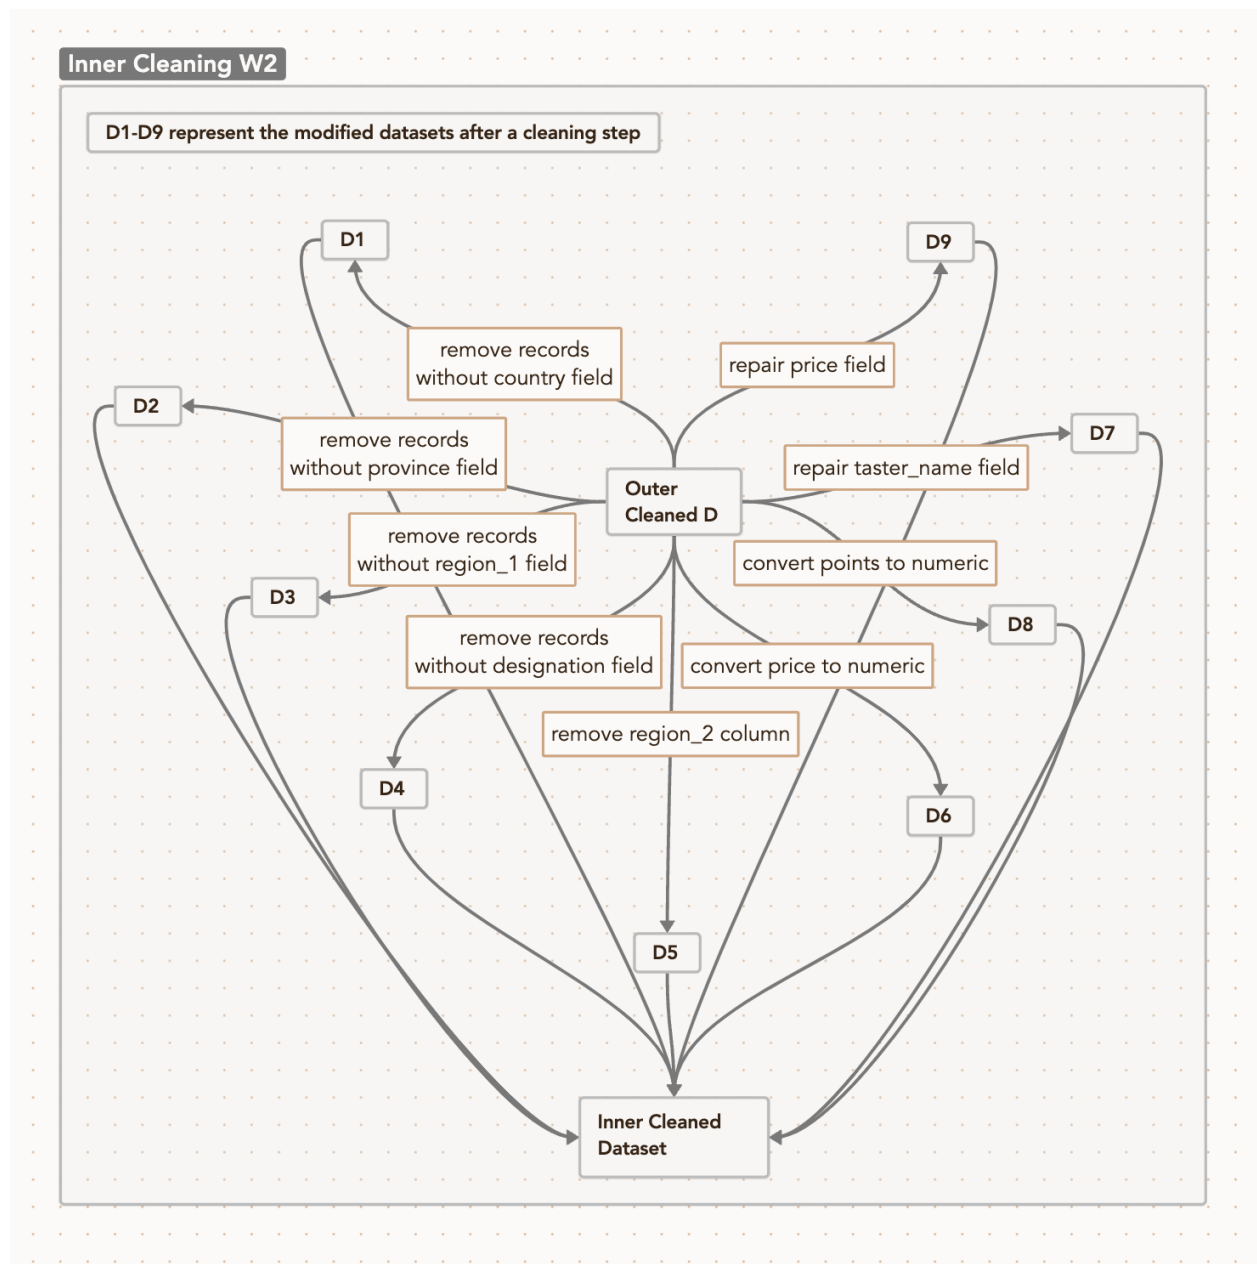 Inner Cleaning W2
D1-D9 represent the modified datasets after a cleaning step
D1
D9
remove records
without country field
repair price field
D2
D7
remove records
without province field
repair taster_name field
Outer
Cleaned D
remove records
without region_1 field
convert points to numeric
D3
D8
remove records
without designation field
convert price to numeric
remove region_2 column
D4
D6
D5
Inner Cleaned
Dataset